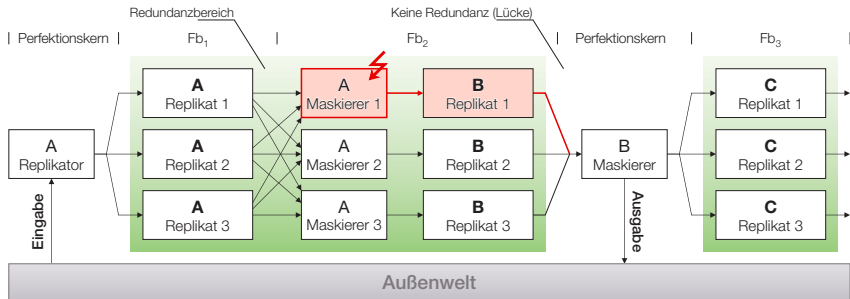 Redundanzbereich
Keine Redundanz (Lücke)
Perfektionskern
Fb1
Fb2
Perfektionskern
Fb3
A
Replikat 1
A
Maskierer 1
B
Replikat 1
C
Replikat 1
A
Replikator
A
Replikat 2
A
Maskierer 2
B
Replikat 2
B
Maskierer
C
Replikat 2
A
Replikat 3
A
Maskierer 3
B
Replikat 3
C
Replikat 3
Eingabe
Ausgabe
Außenwelt